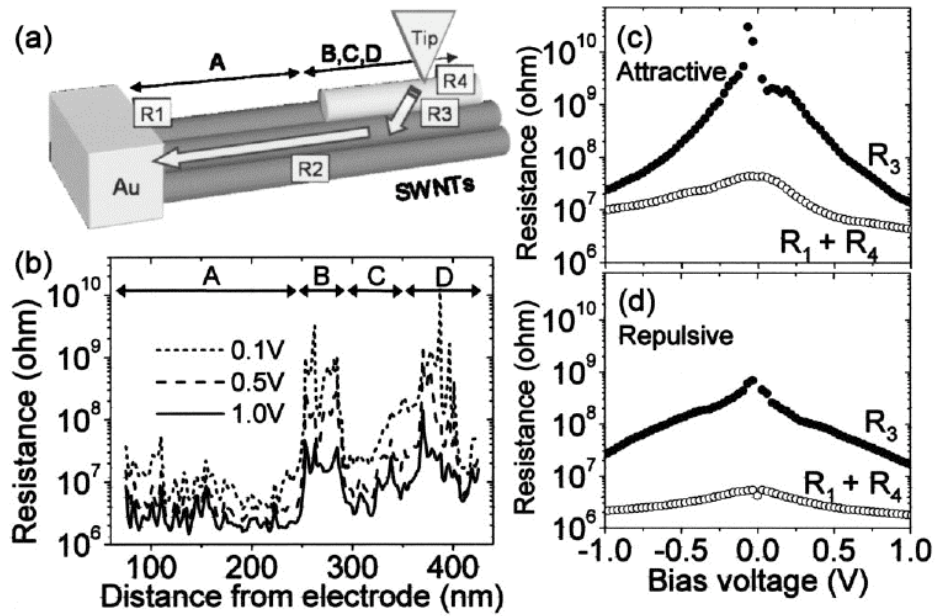 (a)
A
B,C,D
Tip
R1
R4
R3
R2
Au
SWNTs
(b)
Resistance (ohm)
10^10
10^9
10^8
10^7
10^6
A
B
C
D
0.1V
0.5V
1.0V
100
200
300
400
Distance from electrode (nm)
(c)
Attractive
Resistance (ohm)
10^10
10^9
10^8
10^7
10^6
R₃
R₁ + R₄
(d)
Repulsive
Resistance (ohm)
10^10
10^9
10^8
10^7
10^6
R₃
R₁ + R₄
-1.0
-0.5
0.0
0.5
1.0
Bias voltage (V)